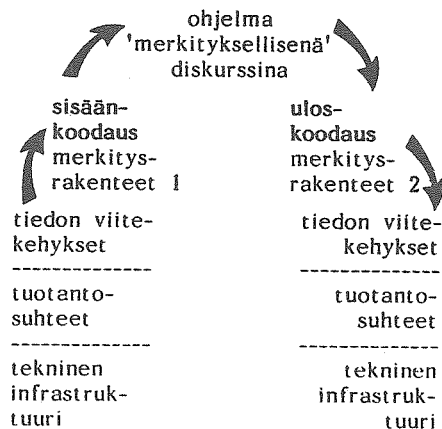 ohjelma
'merkityksellisenä'
diskurssina
sisään-
koodaus
merkitys-
rakenteet 1
tiedon viite-
kehykset
--------------
tuotanto-
suhteet
--------------
tekninen
infrastruk-
tuuri
ulos-
koodaus
merkitys-
rakenteet 2
tiedon viite-
kehykset
--------------
tuotanto-
suhteet
--------------
tekninen
infrastruk-
tuuri